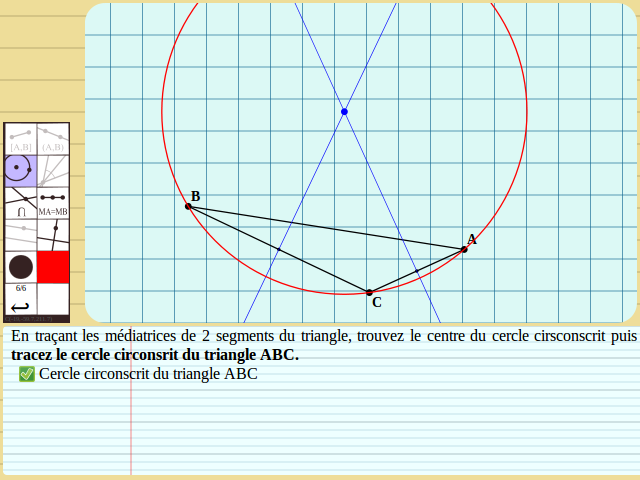 [A,B] (A,B)
B
A
∩ MA=MB
C
6/6
En traçant les médiatrices de 2 segments du triangle, trouvez le centre du cercle cirsconscrit puis
tracez le cercle circonsrit du triangle ABC.
Cercle circonscrit du triangle ABC